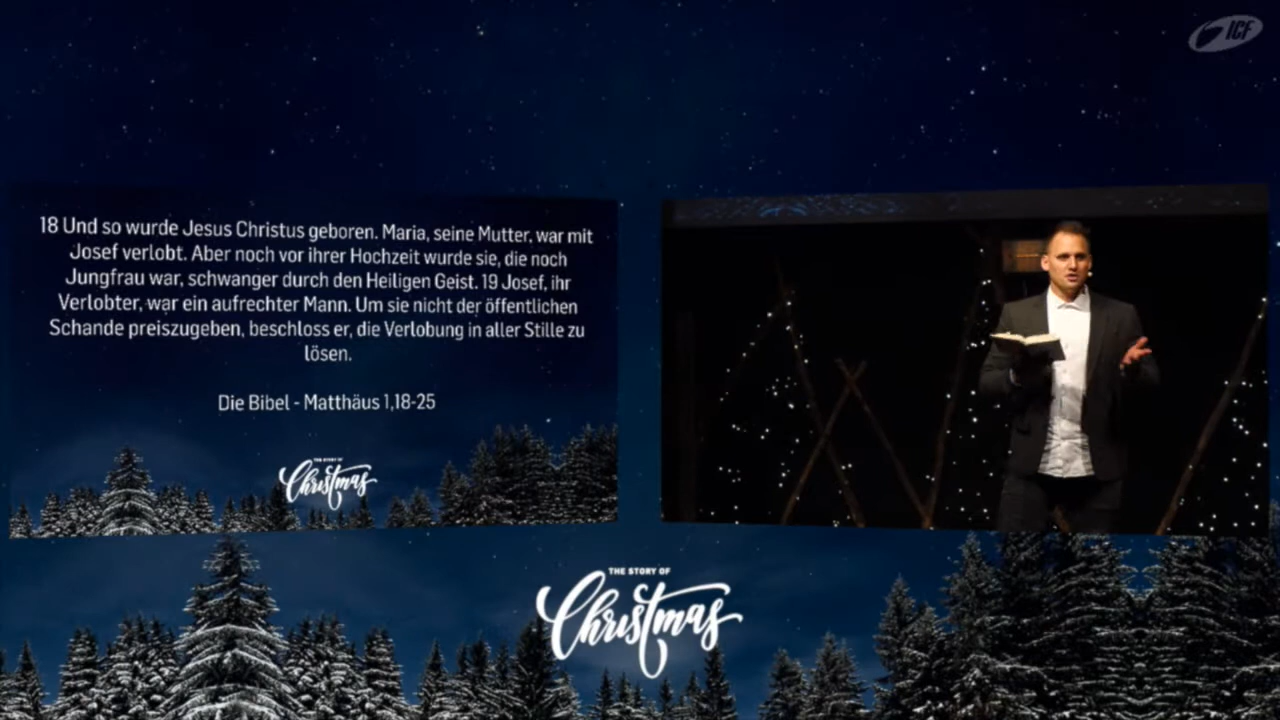 ICF
18 Und so wurde Jesus Christus geboren. Maria, seine Mutter, war mit
Josef verlobt. Aber noch vor ihrer Hochzeit wurde sie, die noch
Jungfrau war, schwanger durch den Heiligen Geist. 19 Josef, ihr
Verlobter, war ein aufrechter Mann. Um sie nicht der öffentlichen
Schande preiszugeben, beschloss er, die Verlobung in aller Stille zu
lösen.
Die Bibel - Matthäus 1,18-25
THE STORY OF
Christmas
THE STORY OF
Christmas